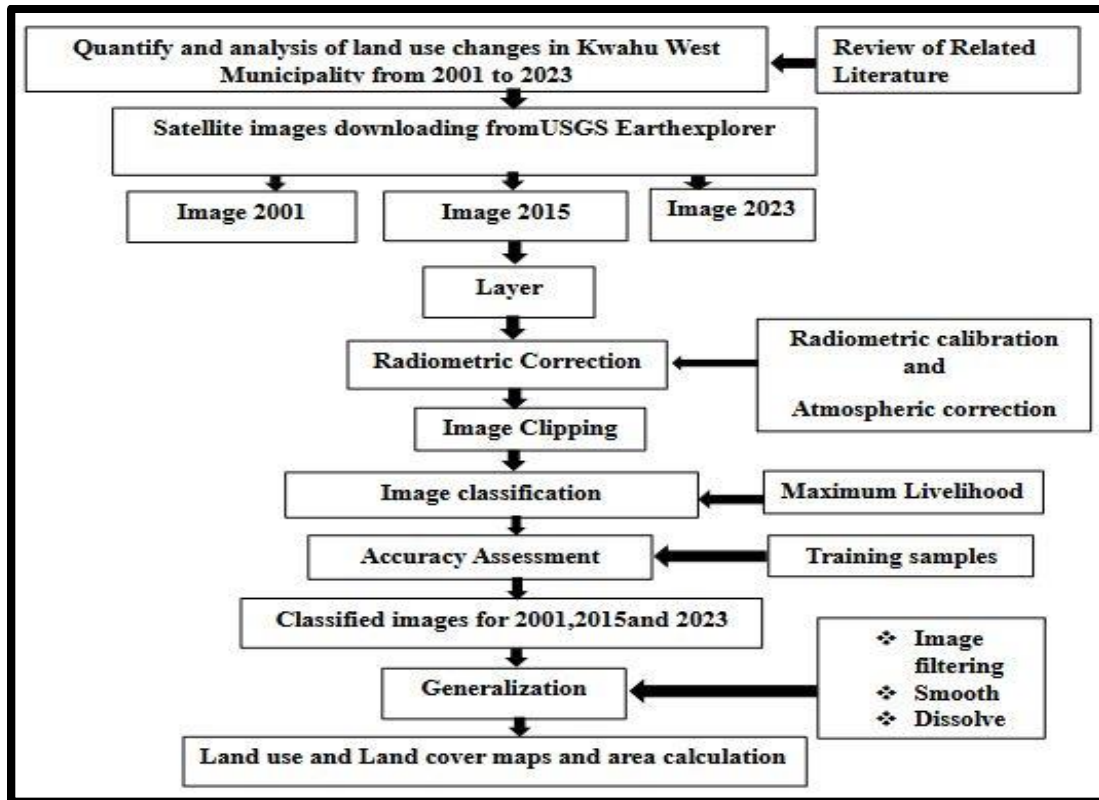 Quantify and analysis of land use changes in Kwahu West
Municipality from 2001 to 2023
Review of Related
Literature
Satellite images downloading fromUSGS Earthexplorer
Image 2001
Image 2015
Image 2023
Layer
Radiometric Correction
Radiometric calibration
and
Atmospheric correction
Image Clipping
Image classification
Maximum Livelihood
Accuracy Assessment
Training samples
Classified images for 2001,2015and 2023
Generalization
❖ Image
filtering
❖ Smooth
❖ Dissolve
Land use and Land cover maps and area calculation